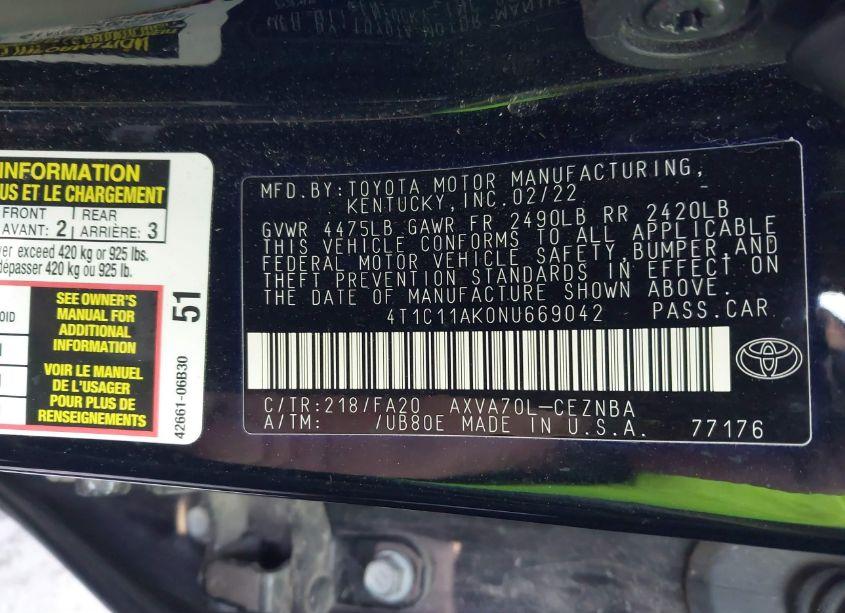 INFORMATION
US ET LE CHARGEMENT
FRONT
AVANT: 2
REAR
ARRIÈRE: 3
exceed 420 kg or 925 lbs.
dépasser 420 kg ou 925 lb.
SEE OWNER'S
MANUAL FOR
ADDITIONAL
INFORMATION
VOIR LE MANUEL
DE L'USAGER
POUR PLUS DE
RENSEIGNEMENTS
51
42661-06B30
MFD.BY:TOYOTA MOTOR MANUFACTURING,
KENTUCKY,INC.02/22
GVWR 4475LB GAWR FR 2490LB RR 2420LB
THIS VEHICLE CONFORMS TO ALL APPLICABLE
FEDERAL MOTOR VEHICLE SAFETY,BUMPER,AND
THEFT PREVENTION STANDARDS IN EFFECT ON
THE DATE OF MANUFACTURE SHOWN ABOVE.
4T1C11AK0NU669042 PASS.CAR
C/TR:218/FA20 AXVA70L-CEZNBA
A/TM: /UB80E MADE IN U.S.A. 77176